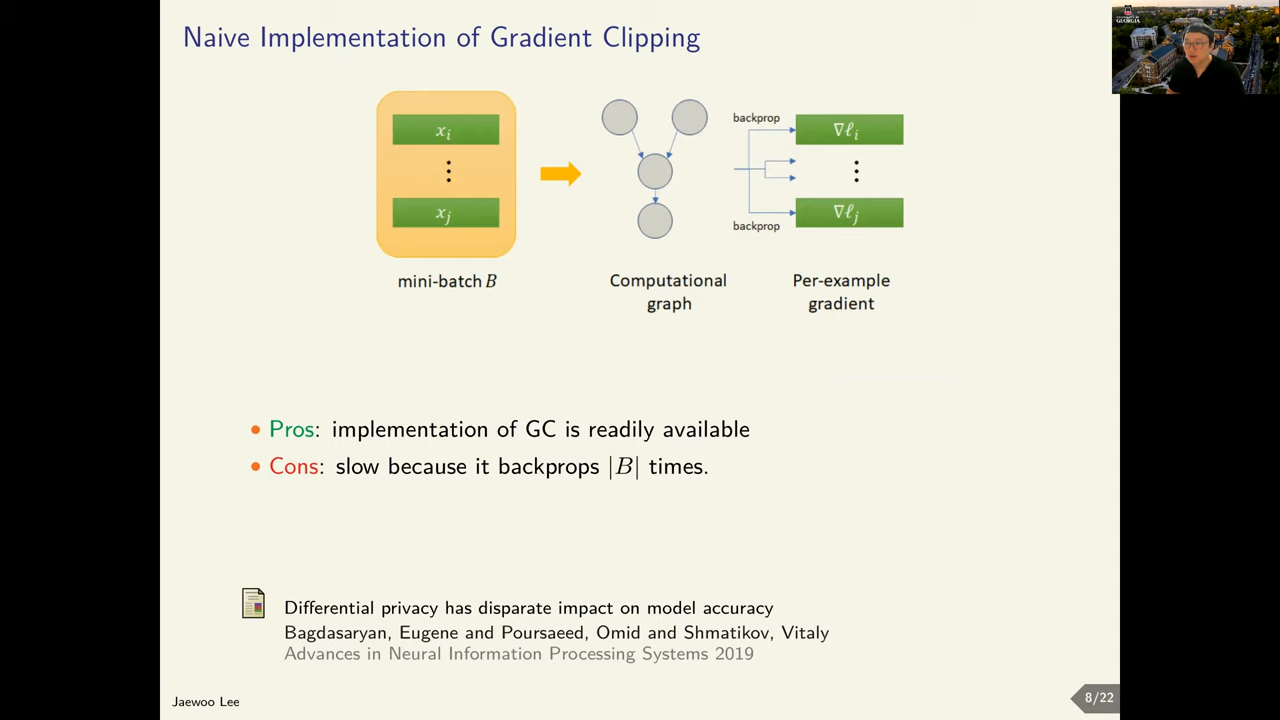 Naive Implementation of Gradient Clipping
GEORGIA
x_i
⋮
x_j
mini-batch B
Computational
graph
backprop
backprop
∇ℓ_i
⋮
∇ℓ_j
Per-example
gradient
• Pros: implementation of GC is readily available
• Cons: slow because it backprops |B| times.
Differential privacy has disparate impact on model accuracy
Bagdasaryan, Eugene and Poursaeed, Omid and Shmatikov, Vitaly
Advances in Neural Information Processing Systems 2019
Jaewoo Lee
8/22